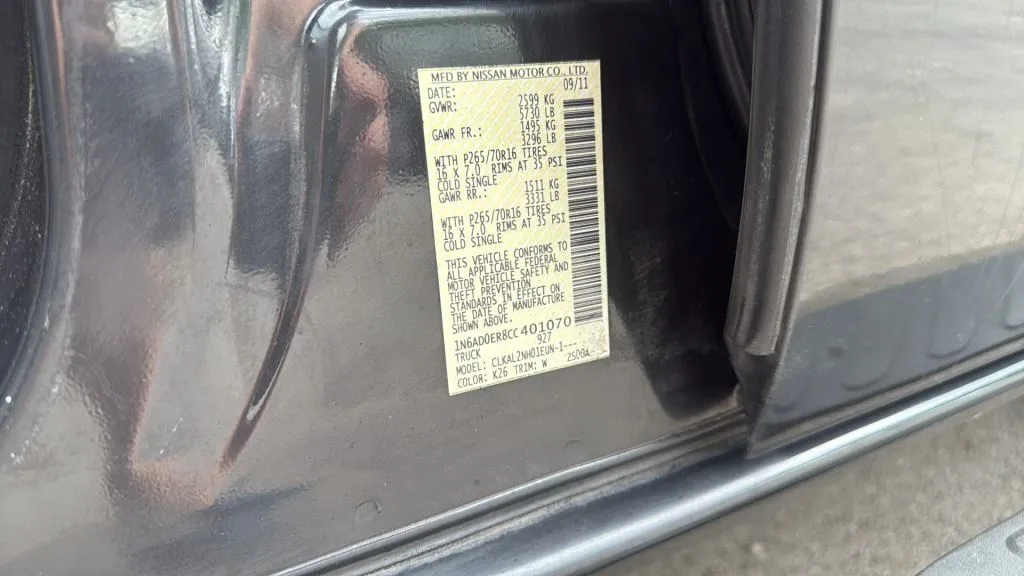 MFD BY NISSAN MOTOR CO., LTD.
DATE: 09/11
GVWR: 2599 KG
5730 LB
GAWR FR.: 1495 KG
3296 LB
WITH P265/70R16 TIRES
16 X 7.0 RIMS AT 35 PSI
COLD SINGLE
GAWR RR.: 1511 KG
3331 LB
WITH P265/70R16 TIRES
16 X 7.0 RIMS AT 35 PSI
COLD SINGLE
THIS VEHICLE CONFORMS TO
ALL APPLICABLE FEDERAL
MOTOR VEHICLE SAFETY AND
THEFT PREVENTION
STANDARDS IN EFFECT ON
THE DATE OF MANUFACTURE
SHOWN ABOVE.
1N6AD0ER8CC401070
TRUCK 927
MODEL: CLKALZNH01EUN-1---
COLOR: K26 TRIM: W ZS00A